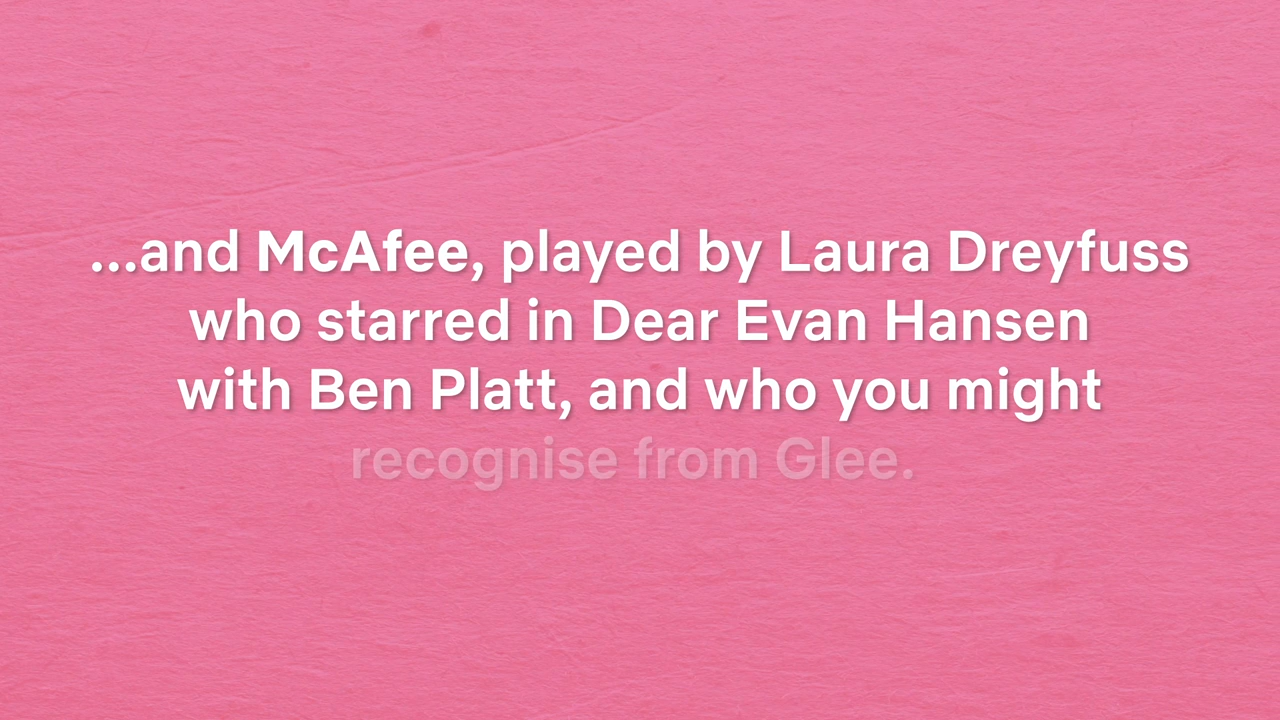 ...and McAfee, played by Laura Dreyfuss
who starred in Dear Evan Hansen
with Ben Platt, and who you might
recognise from Glee.